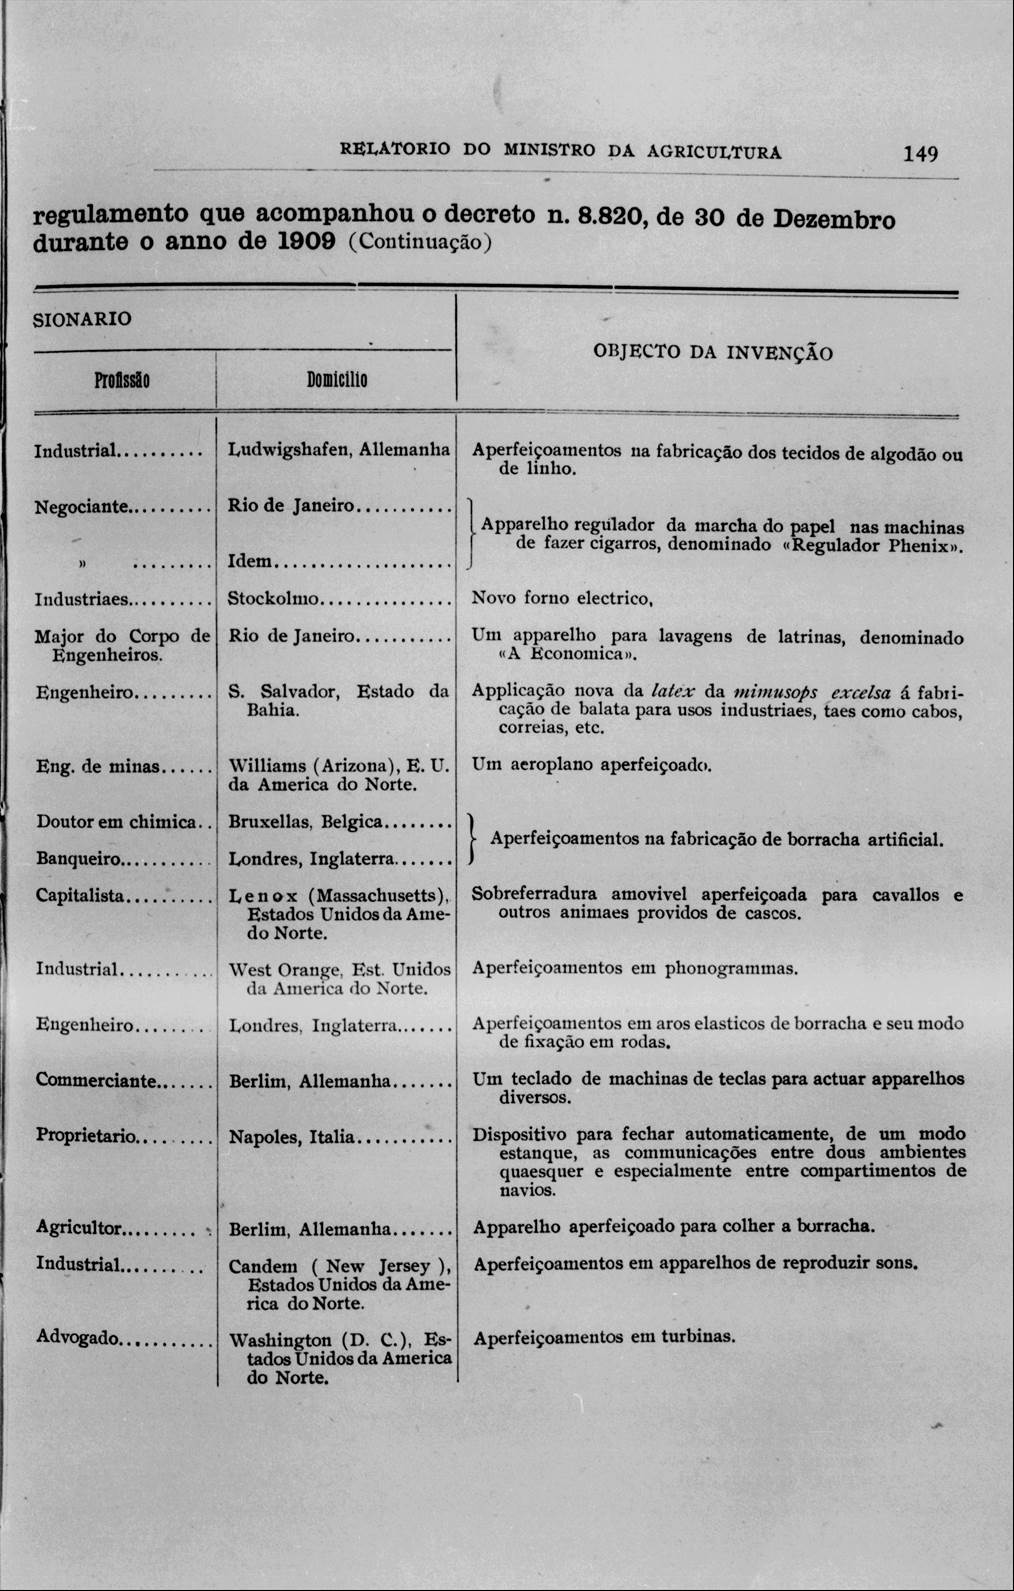 RELATORIO DO MINISTRO DA AGRICULTURA 149
regulamento que acompanhou o decreto n. 8.820, de 30 de Dezembro
durante o anno de 1909 (Continuação)
SIONARIO
OBJECTO DA INVENÇÃO
Profissão
Domicilio
Industrial.......... Ludwigshafen, Allemanha Aperfeiçoamentos na fabricação dos tecidos de algodão ou
de linho.
Negociante.......... Rio de Janeiro...........
Apparelho regulador da marcha do papel nas machinas
de fazer cigarros, denominado «Regulador Phenix».
» ......... Idem....................
Industriaes.......... Stockolmo............... Novo forno electrico,
Major do Corpo de Rio de Janeiro........... Um apparelho para lavagens de latrinas, denominado
Engenheiros. «A Economica».
Engenheiro......... S. Salvador, Estado da Applicação nova da latex da mimusops excelsa á fabri-
Bahia. cação de balata para usos industriaes, taes como cabos,
correias, etc.
Eng. de minas...... Williams (Arizona), E. U. Um aeroplano aperfeiçoado.
da America do Norte.
Doutor em chimica.. Bruxellas, Belgica........
Aperfeiçoamentos na fabricação de borracha artificial.
Banqueiro.......... Londres, Inglaterra.......
Capitalista.......... Lenox (Massachusetts), Sobreferradura amovivel aperfeiçoada para cavallos e
Estados Unidos da Ame- outros animaes providos de cascos.
do Norte.
Industrial.......... West Orange, Est. Unidos Aperfeiçoamentos em phonogrammas.
da America do Norte.
Engenheiro........ Londres, Inglaterra....... Aperfeiçoamentos em aros elasticos de borracha e seu modo
de fixação em rodas.
Commerciante....... Berlim, Allemanha....... Um teclado de machinas de teclas para actuar apparelhos
diversos.
Proprietario......... Napoles, Italia........... Dispositivo para fechar automaticamente, de um modo
estanque, as communicações entre dous ambientes
quaesquer e especialmente entre compartimentos de
navios.
Agricultor......... Berlim, Allemanha....... Apparelho aperfeiçoado para colher a borracha.
Industrial.......... Candem ( New Jersey ), Aperfeiçoamentos em apparelhos de reproduzir sons.
Estados Unidos da Ame-
rica do Norte.
Advogado........... Washington (D. C.), Es- Aperfeiçoamentos em turbinas.
tados Unidos da America
do Norte.